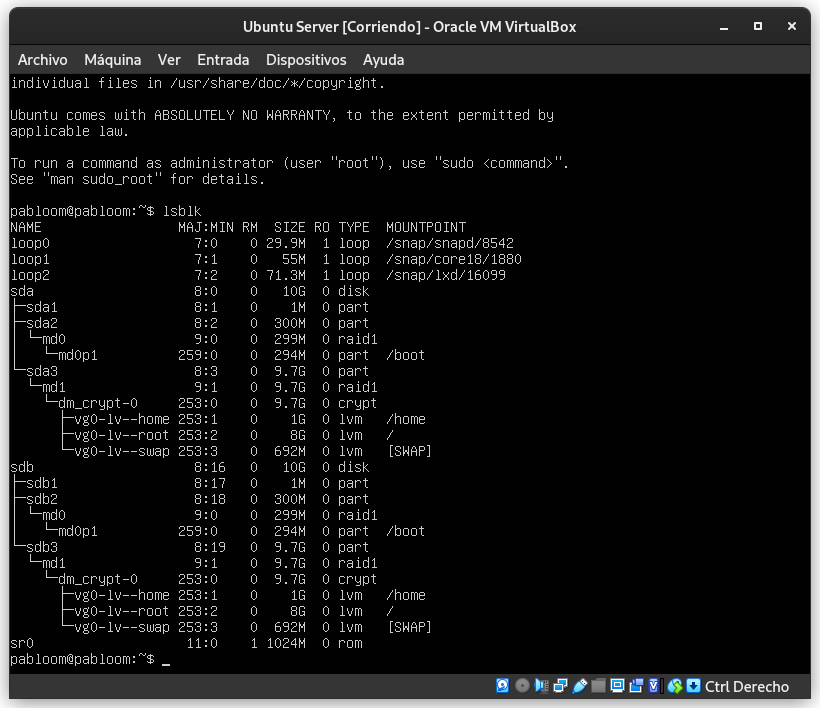 Ubuntu Server [Corriendo] - Oracle VM VirtualBox
Archivo Máquina Ver Entrada Dispositivos Ayuda
individual files in /usr/share/doc/*/copyright.
Ubuntu comes with ABSOLUTELY NO WARRANTY, to the extent permitted by
applicable law.
To run a command as administrator (user "root"), use "sudo <command>".
See "man sudo_root" for details.
pabloom@pabloom:~$ lsblk
NAME                 MAJ:MIN RM  SIZE RO TYPE  MOUNTPOINT
loop0                  7:0    0 29.9M  1 loop  /snap/snapd/8542
loop1                  7:1    0   55M  1 loop  /snap/core18/1880
loop2                  7:2    0 71.3M  1 loop  /snap/lxd/16099
sda                    8:0    0   10G  0 disk
├─sda1                 8:1    0    1M  0 part
├─sda2                 8:2    0  300M  0 part
│ └─md0                9:0    0  299M  0 raid1
│   └─md0p1          259:0    0  294M  0 part  /boot
└─sda3                 8:3    0  9.7G  0 part
  └─md1                9:1    0  9.7G  0 raid1
    └─dm_crypt-0     253:0    0  9.7G  0 crypt
      ├─vg0-lv--home 253:1    0    1G  0 lvm   /home
      ├─vg0-lv--root 253:2    0    8G  0 lvm   /
      └─vg0-lv--swap 253:3    0  692M  0 lvm   [SWAP]
sdb                    8:16   0   10G  0 disk
├─sdb1                 8:17   0    1M  0 part
├─sdb2                 8:18   0  300M  0 part
│ └─md0                9:0    0  299M  0 raid1
│   └─md0p1          259:0    0  294M  0 part  /boot
└─sdb3                 8:19   0  9.7G  0 part
  └─md1                9:1    0  9.7G  0 raid1
    └─dm_crypt-0     253:0    0  9.7G  0 crypt
      ├─vg0-lv--home 253:1    0    1G  0 lvm   /home
      ├─vg0-lv--root 253:2    0    8G  0 lvm   /
      └─vg0-lv--swap 253:3    0  692M  0 lvm   [SWAP]
sr0                   11:0    1 1024M  0 rom
pabloom@pabloom:~$ _
Ctrl Derecho